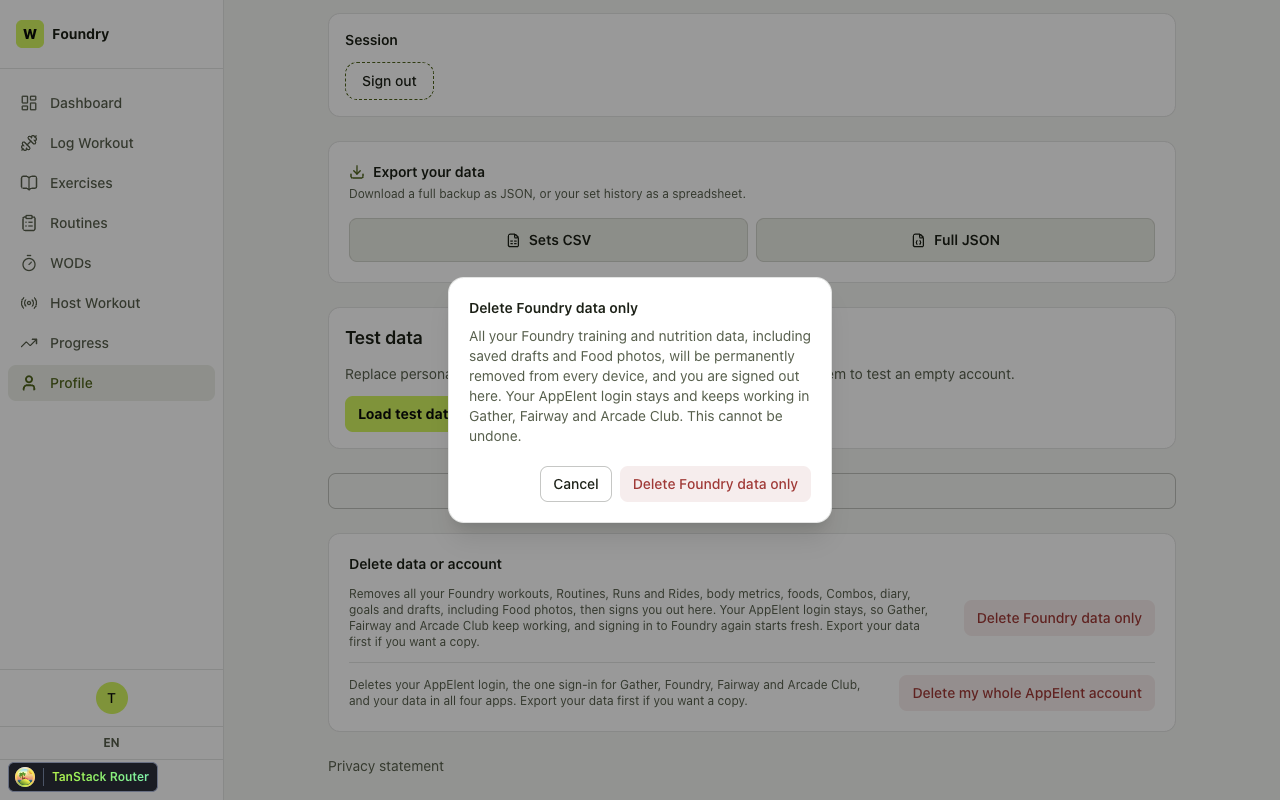 W Foundry
Dashboard
Log Workout
Exercises
Routines
WODs
Host Workout
Progress
Profile
T
EN
TanStack Router
Session
Sign out
Export your data
Download a full backup as JSON, or your set history as a spreadsheet.
Sets CSV
Full JSON
Test data
Replace persona
em to test an empty account.
Load test dat
Delete Foundry data only
All your Foundry training and nutrition data, including
saved drafts and Food photos, will be permanently
removed from every device, and you are signed out
here. Your AppElent login stays and keeps working in
Gather, Fairway and Arcade Club. This cannot be
undone.
Cancel
Delete Foundry data only
Delete data or account
Removes all your Foundry workouts, Routines, Runs and Rides, body metrics, foods, Combos, diary,
goals and drafts, including Food photos, then signs you out here. Your AppElent login stays, so Gather,
Fairway and Arcade Club keep working, and signing in to Foundry again starts fresh. Export your data
first if you want a copy.
Delete Foundry data only
Deletes your AppElent login, the one sign-in for Gather, Foundry, Fairway and Arcade Club,
and your data in all four apps. Export your data first if you want a copy.
Delete my whole AppElent account
Privacy statement